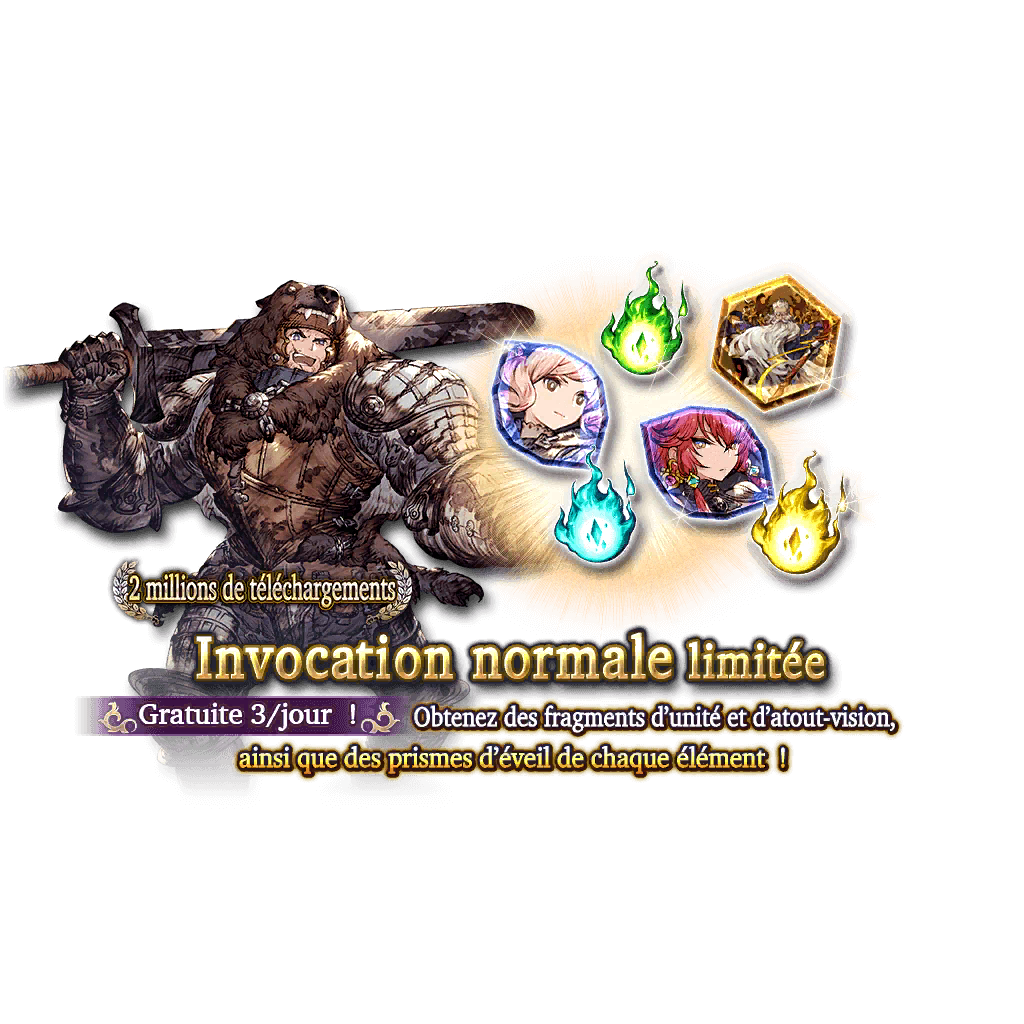 2 millions de téléchargements
Invocation normale limitée
Gratuite 3/jour !
Obtenez des fragments d'unité et d'atout-vision,
ainsi que des prismes d'éveil de chaque élément !